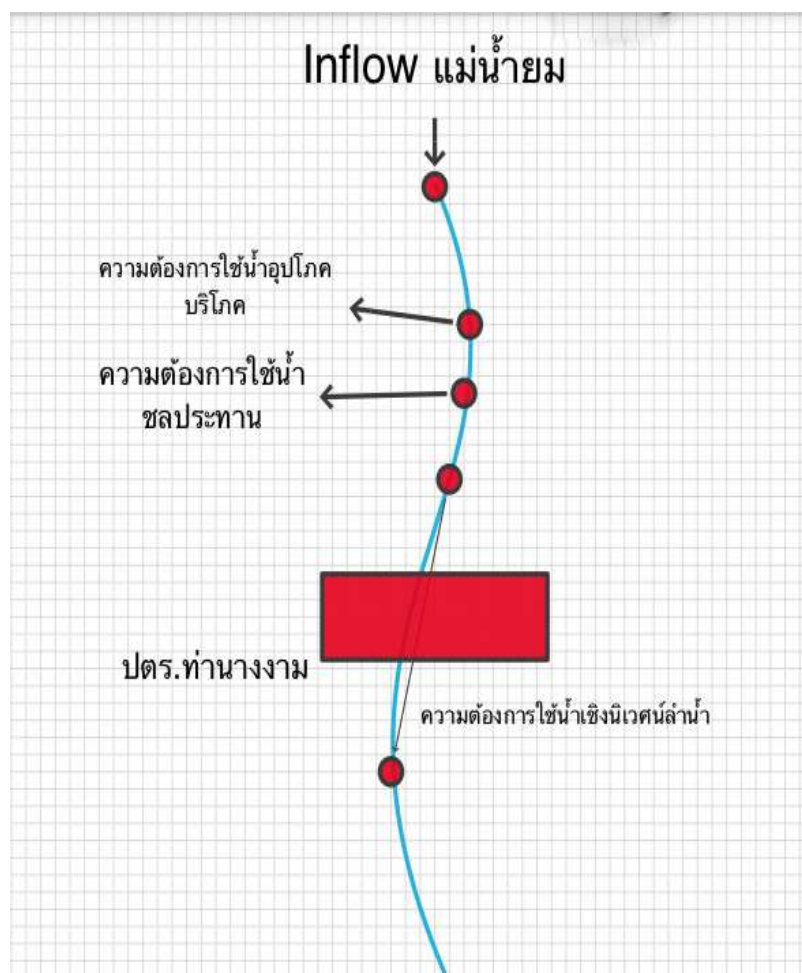 Inflow แม่น้ำยม
ความต้องการใช้น้ำอุปโภค
บริโภค
ความต้องการใช้น้ำ
ชลประทาน
ปตร.ท่านางงาม
ความต้องการใช้น้ำเชิงนิเวศน์ลำน้ำ